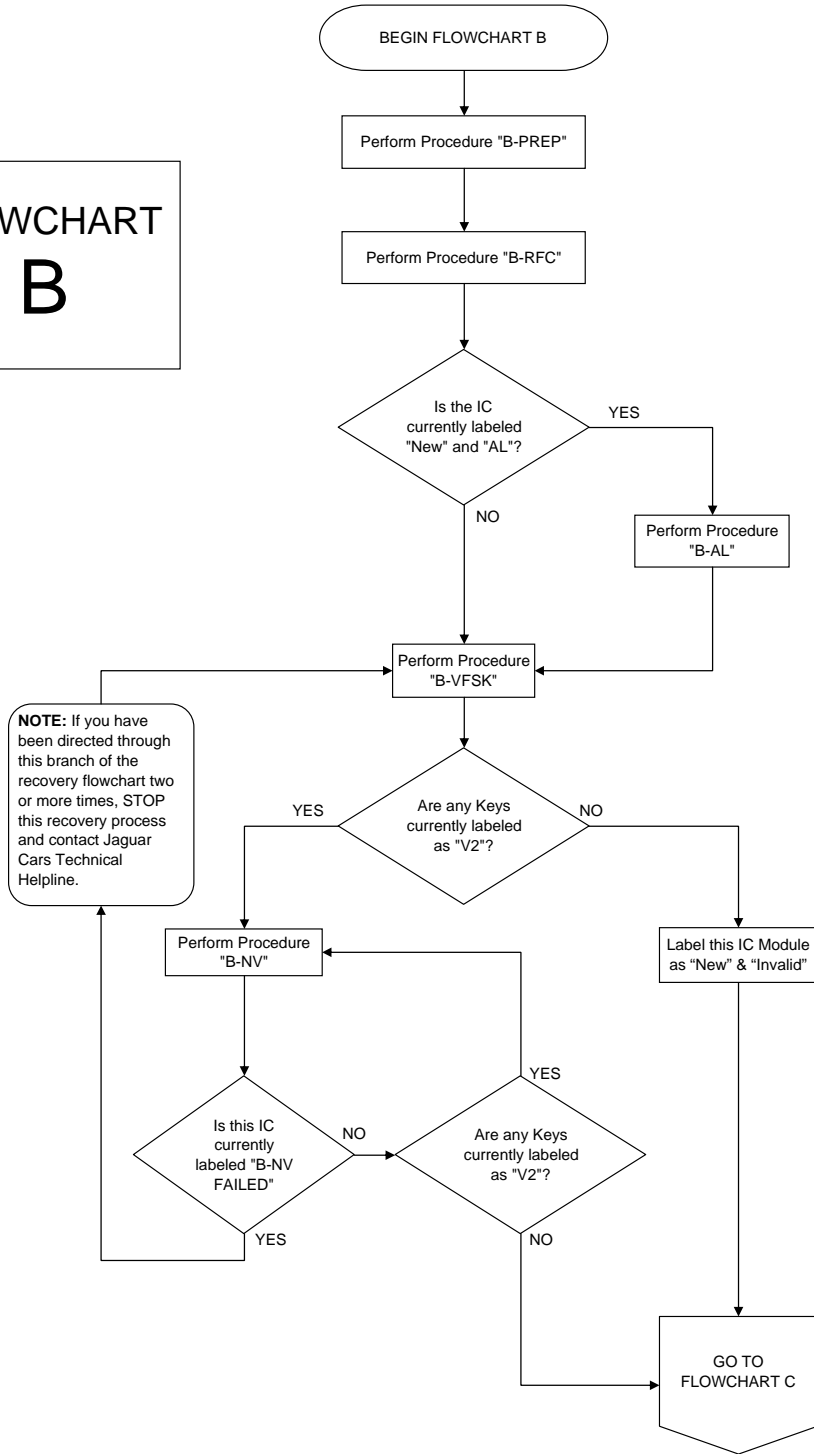 BEGIN FLOWCHART B
Perform Procedure "B-PREP"
WCHART
B
Perform Procedure "B-RFC"
Is the IC
currently labeled
"New" and "AL"?
YES
NO
Perform Procedure
"B-AL"
Perform Procedure
"B-VFSK"
NOTE: If you have
been directed through
this branch of the
recovery flowchart two
or more times, STOP
this recovery process
and contact Jaguar
Cars Technical
Helpline.
Are any Keys
currently labeled
as "V2"?
YES
NO
Perform Procedure
"B-NV"
Label this IC Module
as “New” & “Invalid”
Is this IC
currently
labeled "B-NV
FAILED"
NO
YES
Are any Keys
currently labeled
as "V2"?
YES
NO
GO TO
FLOWCHART C